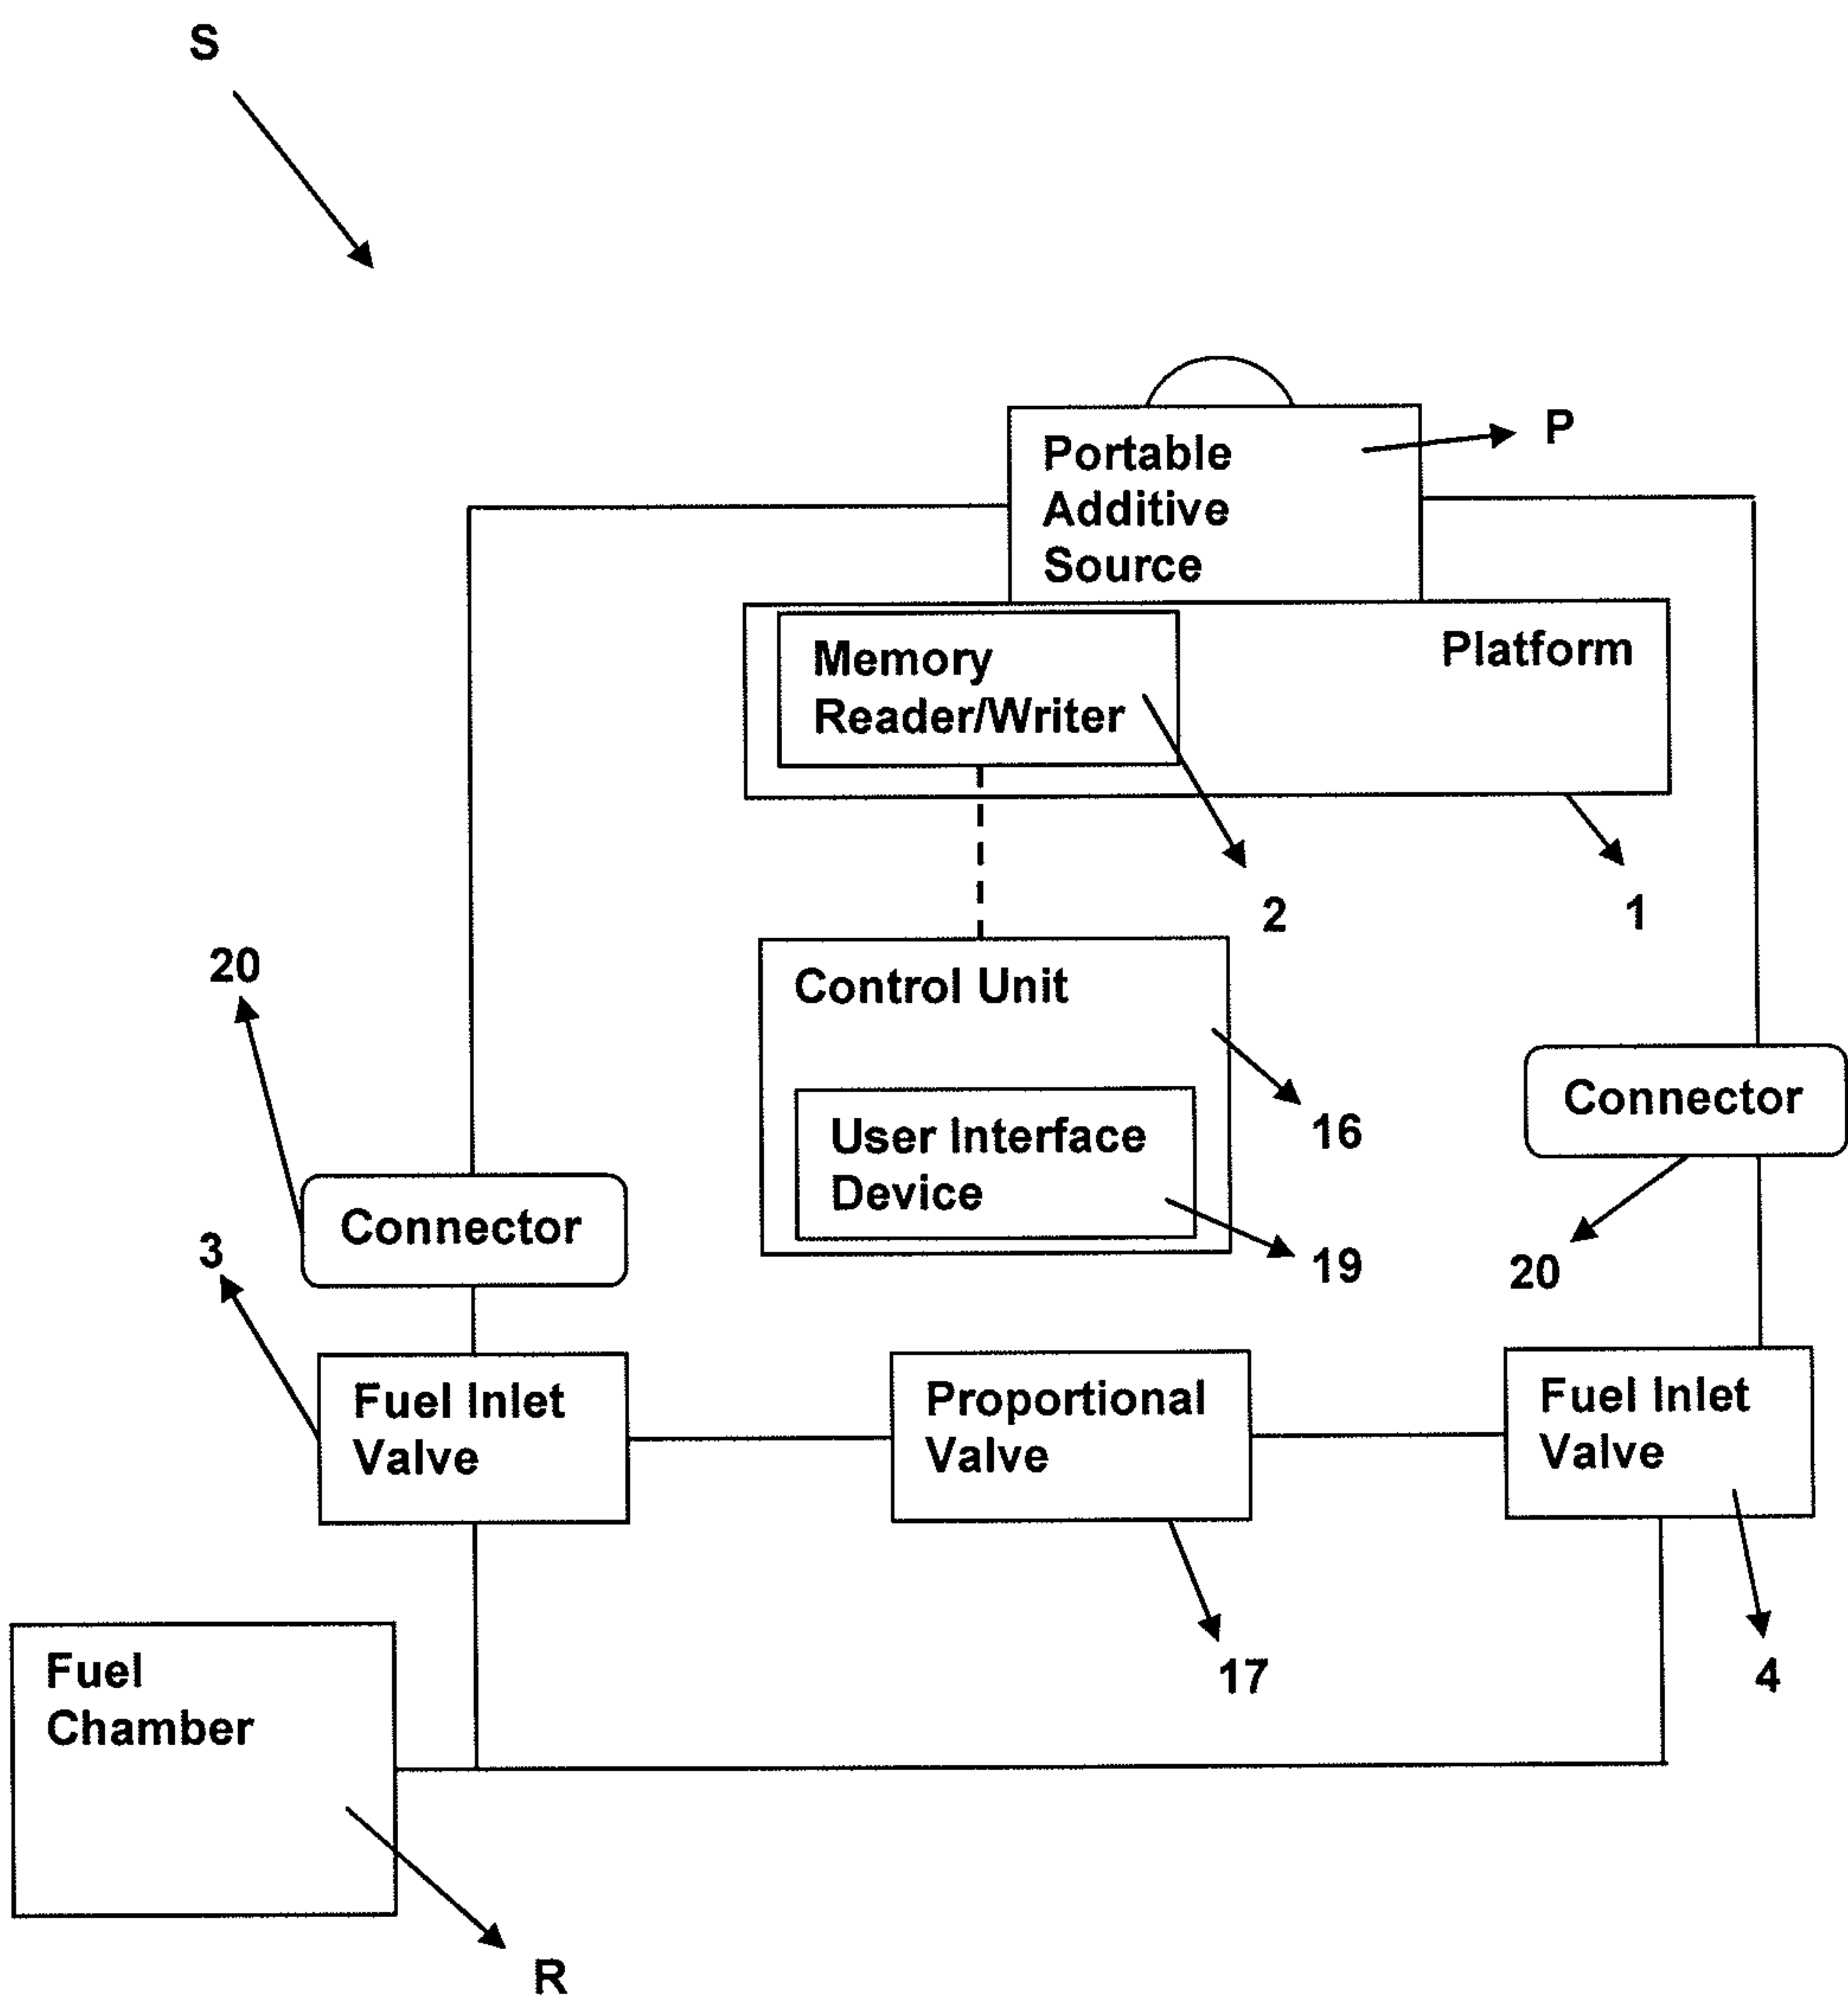 S
Portable
Additive
Source
P
Memory
Reader/Writer
Platform
2
1
20
Control Unit
16
User Interface
Device
19
Connector
20
Connector
3
Fuel Inlet
Valve
Proportional
Valve
Fuel Inlet
Valve
17
4
Fuel
Chamber
R